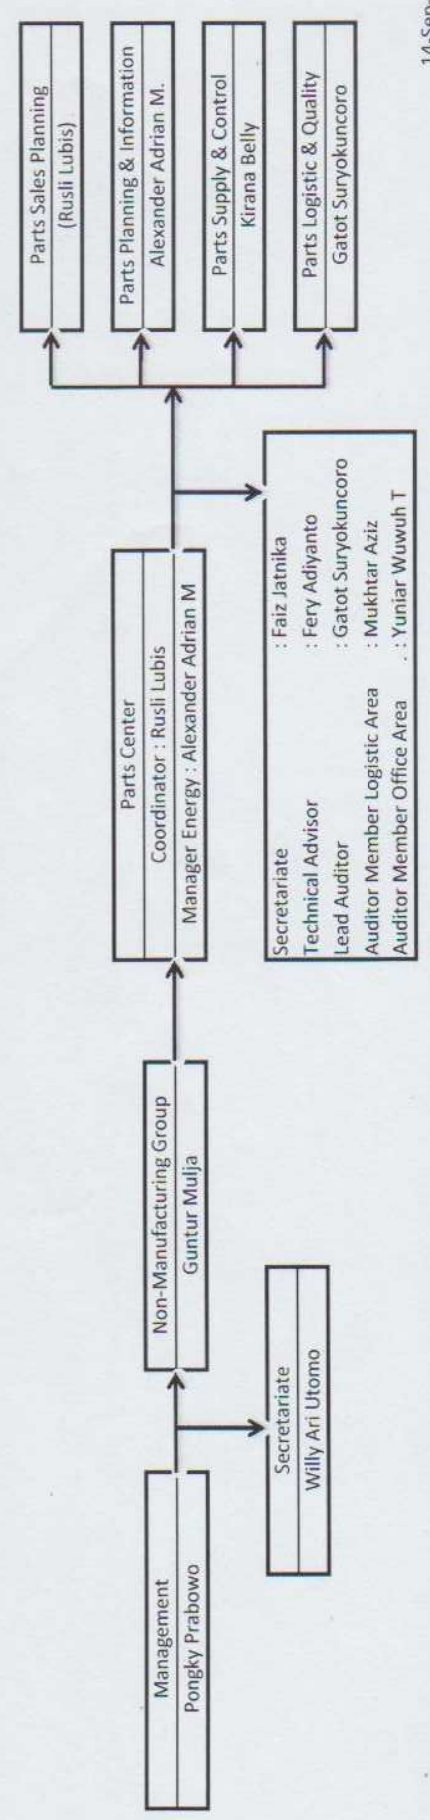 Management
Pongky Prabowo
Secretariate
Willy Ari Utomo
Non-Manufacturing Group
Guntur Mulja
Parts Center
Coordinator : Rusli Lubis
Manager Energy : Alexander Adrian M
Secretariate : Faiz Jatnika
Technical Advisor : Fery Adiyanto
Lead Auditor : Gatot Suryokuncoro
Auditor Member Logistic Area : Mukhtar Aziz
Auditor Member Office Area . : Yuniar Wuwuh T
Parts Sales Planning
(Rusli Lubis)
Parts Planning & Information
Alexander Adrian M.
Parts Supply & Control
Kirana Belly
Parts Logistic & Quality
Gatot Suryokuncoro
14-Sep-